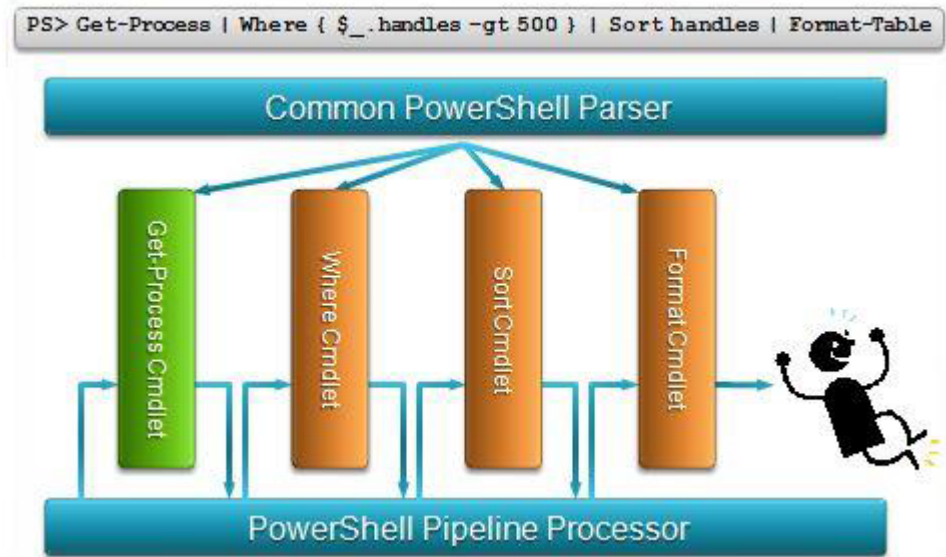 PS> Get-Process | Where { $_.handles -gt 500 } | Sort handles | Format-Table
Common PowerShell Parser
Get-Process Cmdlet
Where Cmdlet
Sort Cmdlet
Format Cmdlet
PowerShell Pipeline Processor